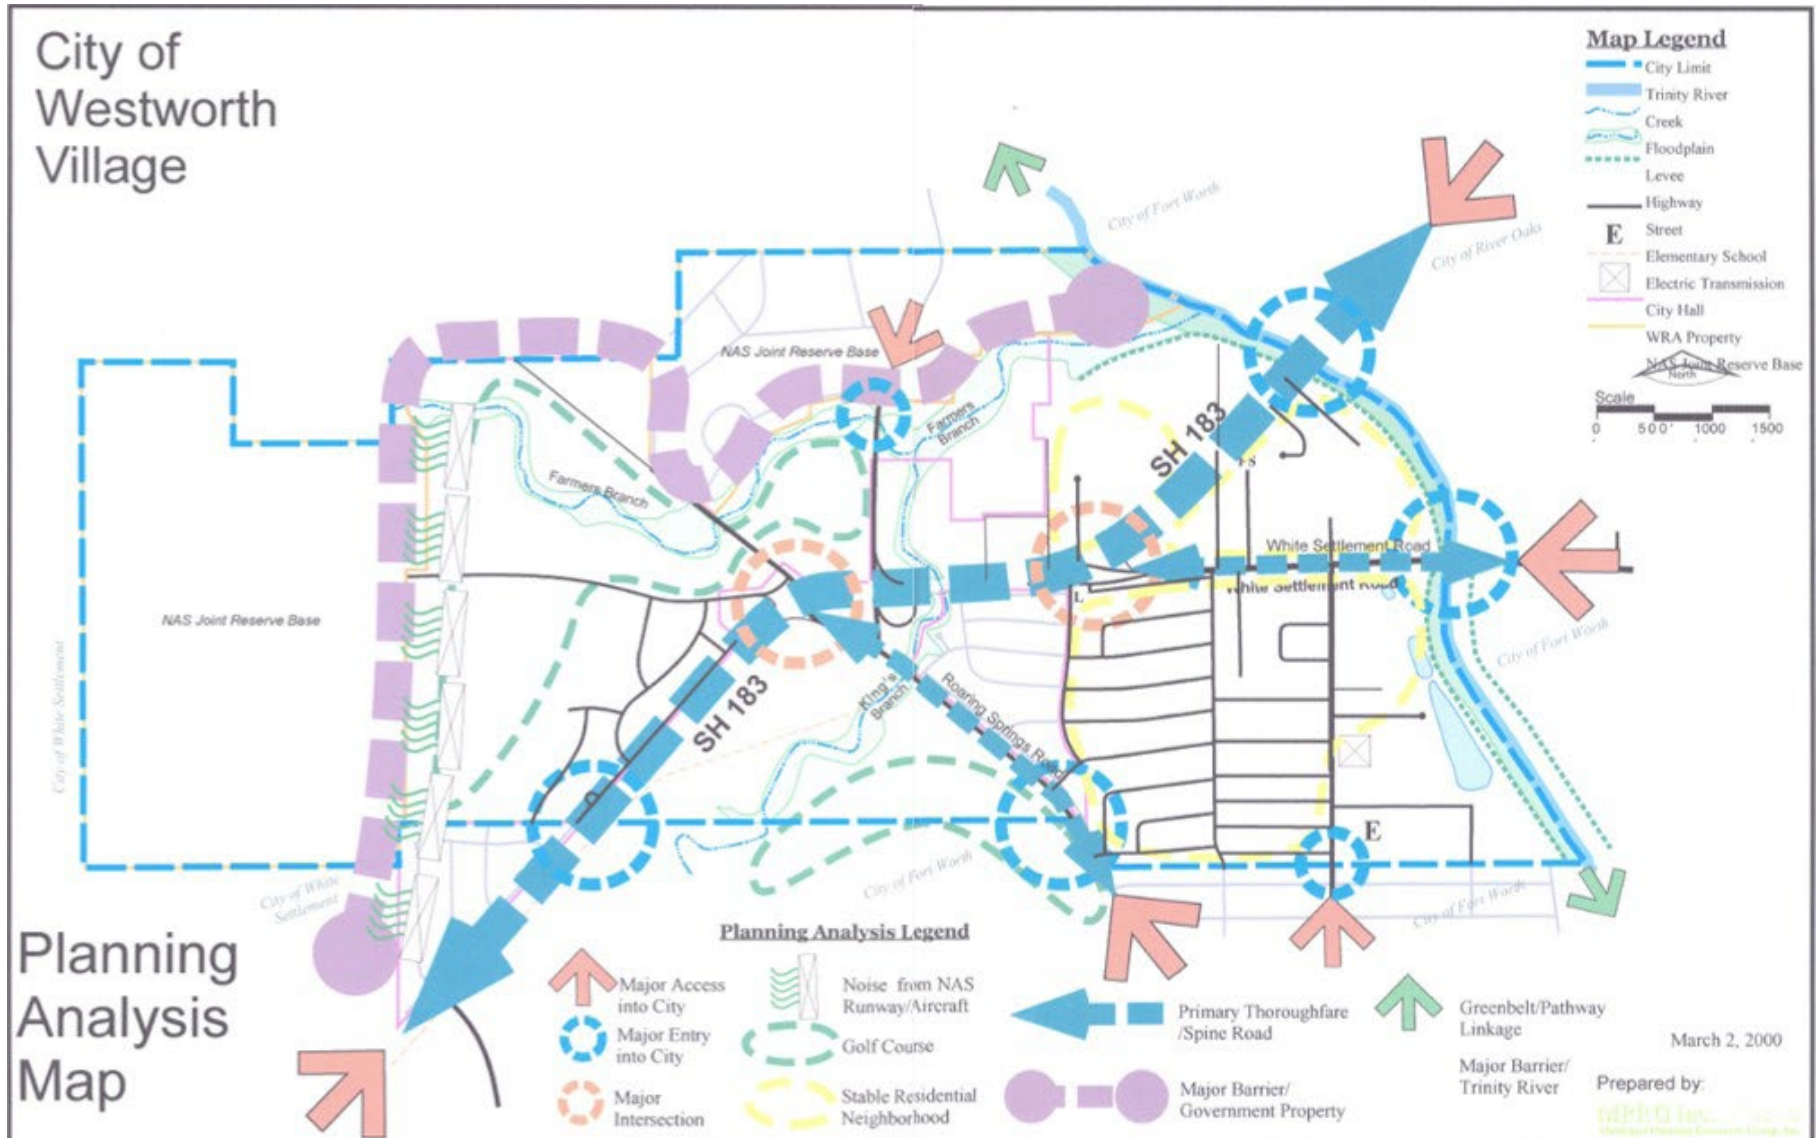 City of
Westworth
Village
Map Legend
City Limit
Trinity River
Creek
Floodplain
Levee
Highway
E Street
Elementary School
Electric Transmission
City Hall
WRA Property
NAS Joint Reserve Base
North
Scale
0 500' 1000 1500
City of Fort Worth
City of River Oaks
NAS Joint Reserve Base
Farmers
Branch
SH 183
FS
Farmers Branch
White Settlement Road
White Settlement Road
L
NAS Joint Reserve Base
City of White Settlement
City of Fort Worth
King's
Branch
Roaring Springs Road
SH 183
E
City of Fort Worth
City of Fort Worth
City of White
Settlement
Planning
Analysis
Map
Planning Analysis Legend
Major Access
into City
Major Entry
into City
Major
Intersection
Noise from NAS
Runway/Aircraft
Golf Course
Stable Residential
Neighborhood
Primary Thoroughfare
/Spine Road
Major Barrier/
Government Property
Greenbelt/Pathway
Linkage
Major Barrier/
Trinity River
March 2, 2000
Prepared by: